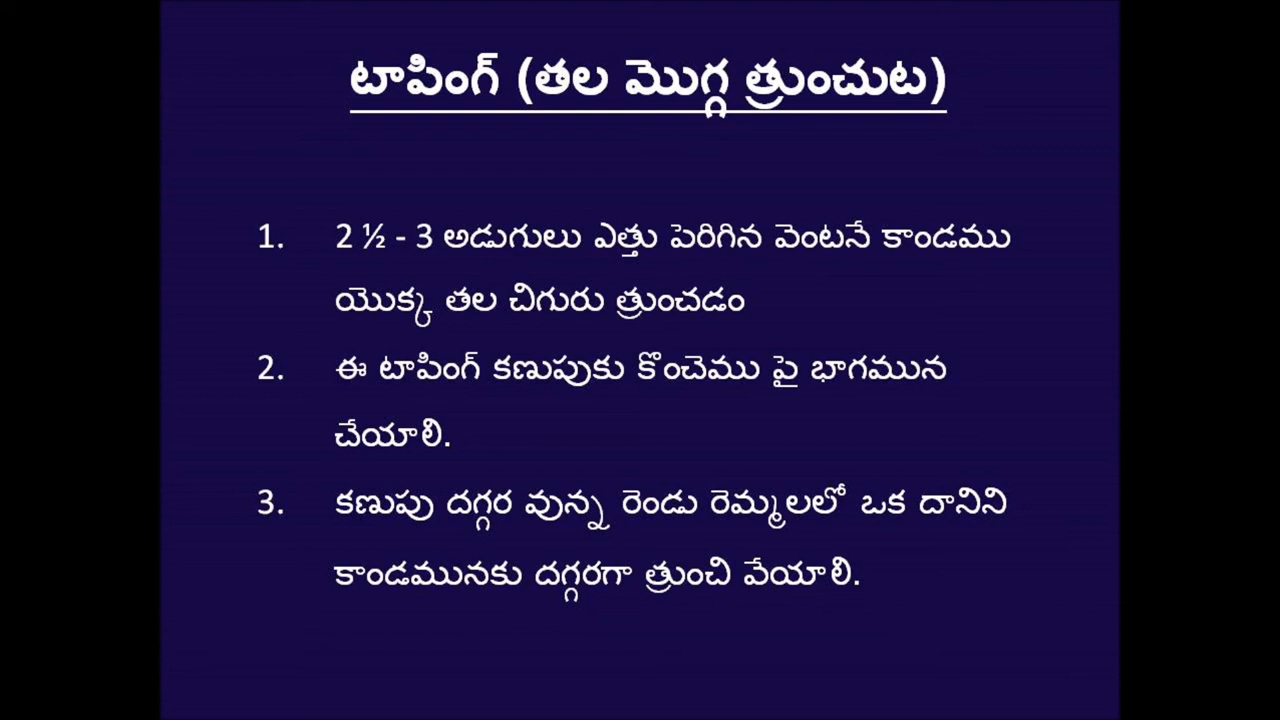 టాపింగ్ (తల మొగ్గ త్రుంచుట)
1. 2 ½ - 3 అడుగులు ఎత్తు పెరిగిన వెంటనే కాండము
యొక్క తల చిగురు త్రుంచడం
2. ఈ టాపింగ్ కణుపుకు కొంచెము పై భాగమున
చేయాలి.
3. కణుపు దగ్గర వున్న రెండు రెమ్మలలో ఒక దానిని
కాండమునకు దగ్గరగా త్రుంచి వేయాలి.